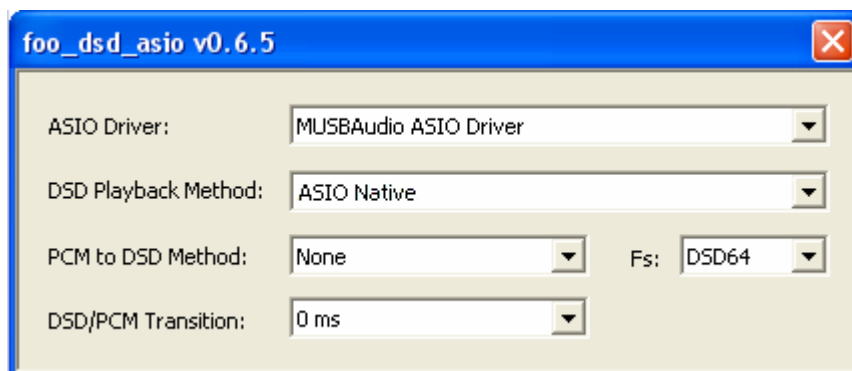 foo_dsd_asio v0.6.5
ASIO Driver: MUSBAudio ASIO Driver
DSD Playback Method: ASIO Native
PCM to DSD Method: None Fs: DSD64
DSD/PCM Transition: 0 ms